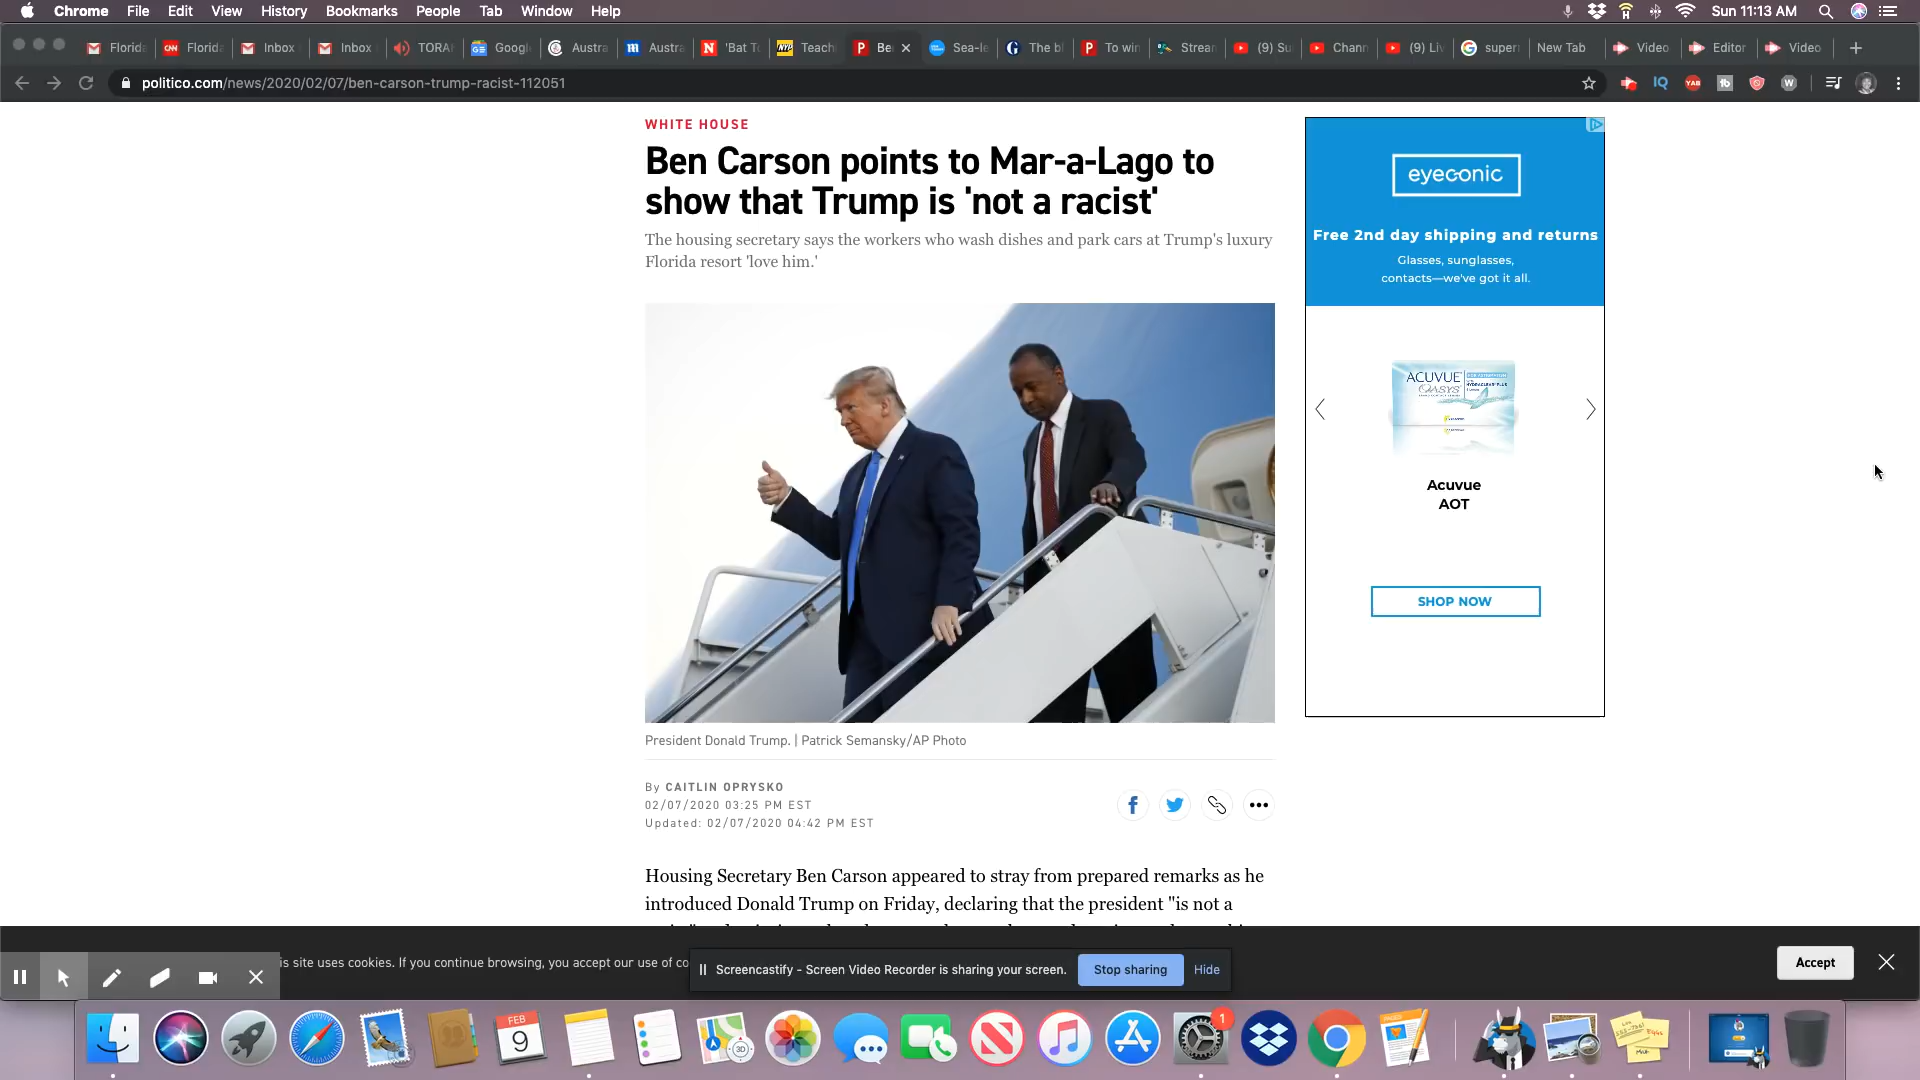 Chrome File Edit View History Bookmarks People Tab Window Help Sun 11:13 AM
Florida Florida Inbox Inbox TORA Googl Austra Austra 'Bat T Teach Be Sea-le The bl To win Strear (9) Su Chann (9) Li super New Tab Video Editor Video
politico.com/news/2020/02/07/ben-carson-trump-racist-112051
WHITE HOUSE
Ben Carson points to Mar-a-Lago to
show that Trump is 'not a racist'
The housing secretary says the workers who wash dishes and park cars at Trump's luxury
Florida resort 'love him.'
President Donald Trump. | Patrick Semansky/AP Photo
By CAITLIN OPRYSKO
02/07/2020 03:25 PM EST
Updated: 02/07/2020 04:42 PM EST
Housing Secretary Ben Carson appeared to stray from prepared remarks as he
introduced Donald Trump on Friday, declaring that the president "is not a
eyeconic
Free 2nd day shipping and returns
Glasses, sunglasses,
contacts—we've got it all.
ACUVUE
OASYS
Acuvue
AOT
SHOP NOW
is site uses cookies. If you continue browsing, you accept our use of co
Screencastify - Screen Video Recorder is sharing your screen. Stop sharing Hide
Accept
FEB
9
3D
1